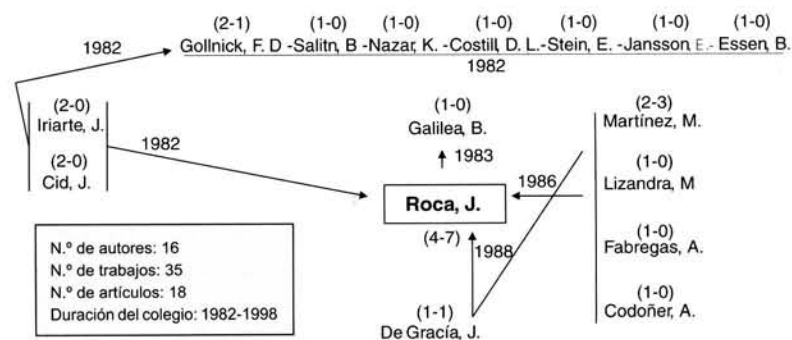 (2-1) (1-0) (1-0) (1-0) (1-0) (1-0) (1-0)
1982 Gollnick, F. D -Salitn, B -Nazar, K. -Costill, D. L.-Stein, E. -Jansson, E.- Essen, B.
1982
(2-0)
Iriarte, J.
(2-0)
Cid, J.
1982
(1-0)
Galilea, B.
1983
Roca, J.
(4-7)
1986
1988
(1-1)
De Gracía, J.
(2-3)
Martínez, M.
(1-0)
Lizandra, M
(1-0)
Fabregas, A.
(1-0)
Codoñer, A.
N.º de autores: 16
N.º de trabajos: 35
N.º de artículos: 18
Duración del colegio: 1982-1998